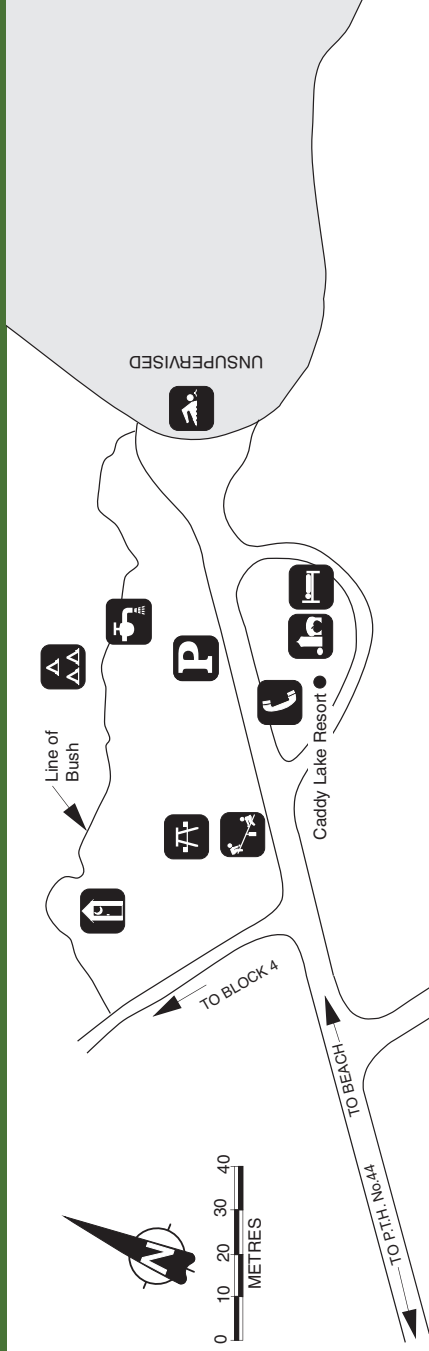 UNSUPERVISED
Line of
Bush
P
Caddy Lake Resort
TO BLOCK 4
TO BEACH
TO P.T.H. No.44
N
0 10 20 30 40
METRES